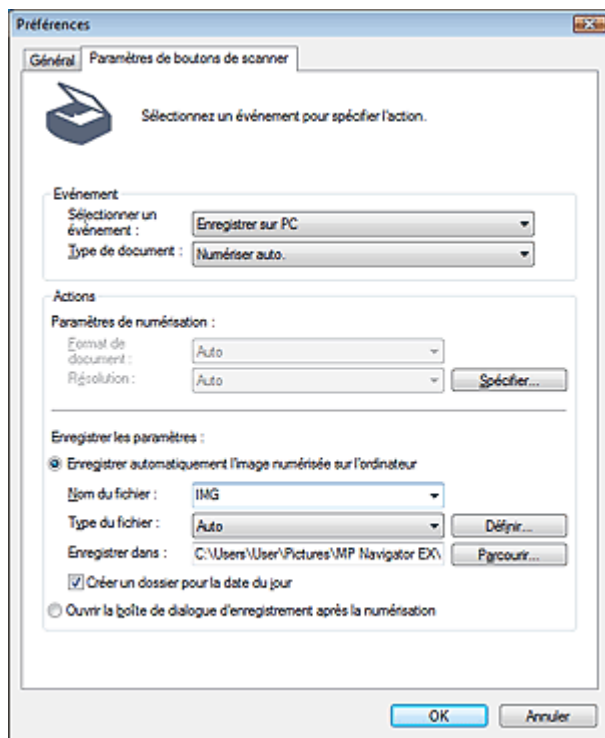 Préférences
Général Paramètres de boutons de scanner
Sélectionnez un événement pour spécifier l'action.
Evénement
Sélectionner un
événement :
Enregistrer sur PC
Type de document : Numériser auto.
Actions
Paramètres de numérisation :
Format de
document :
Auto
Résolution : Auto Spécifier...
Enregistrer les paramètres :
Enregistrer automatiquement l'image numérisée sur l'ordinateur
Nom du fichier : IMG
Type du fichier : Auto Définir...
Enregistrer dans : C:\Users\User\Pictures\MP Navigator EX\ Parcourir...
Créer un dossier pour la date du jour
Ouvrir la boîte de dialogue d'enregistrement après la numérisation
OK Annuler